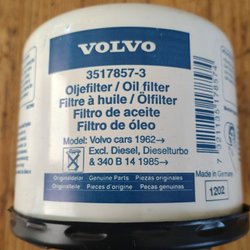 VOLVO
3517857-3
Oljefilter / Oil filter
Filtre à huile / Ölfilter
Filtro de aceite
Filtro de óleo
Model: Volvo cars 1962→
Excl. Diesel, Dieselturbo
& 340 B 14 1985→
Originaldelar Genuine Parts Piezas originales
Originalteile Pièces d'origine Peças genuinas
Made in Germany
1202